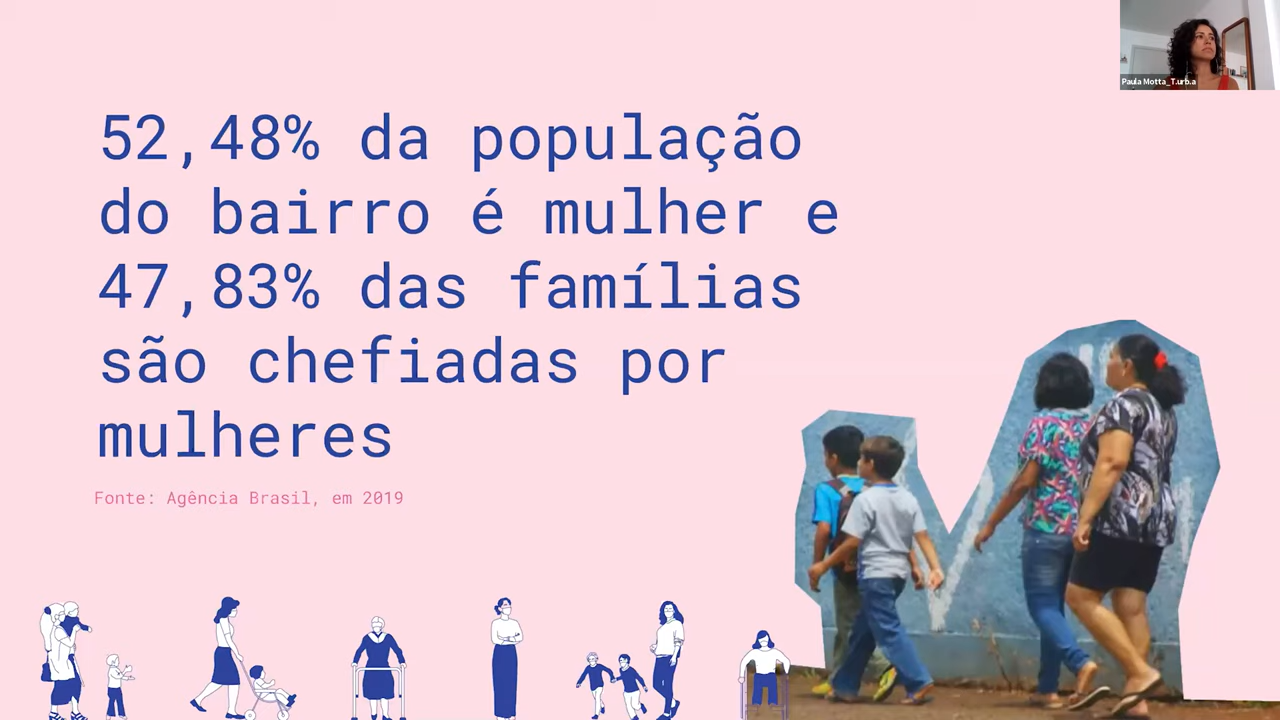 Paula Motta_T.urb.a
52,48% da população
do bairro é mulher e
47,83% das famílias
são chefiadas por
mulheres
Fonte: Agência Brasil, em 2019